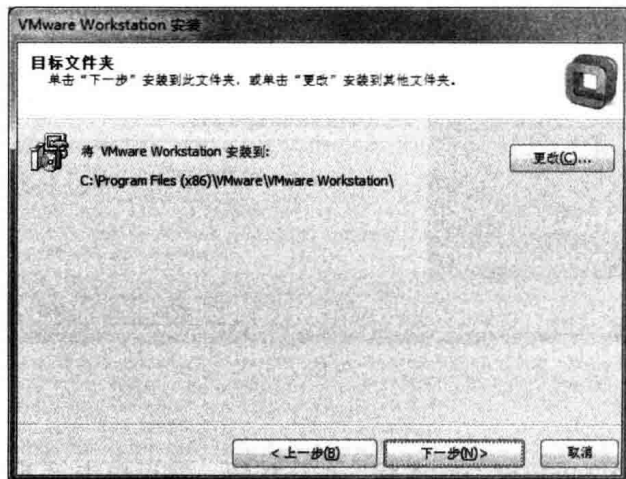 VMware Workstation 安装
目标文件夹
单击“下一步”安装到此文件夹,或单击“更改”安装到其他文件夹。
将 VMware Workstation 安装到:
更改(C)...
C:\Program Files (x86)\VMware\VMware Workstation\
< 上一步(B)
下一步(N) >
取消